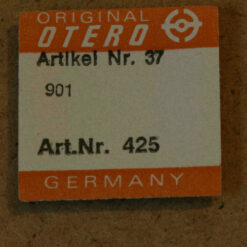 ORIGINAL
OTERO
Artikel Nr. 37
901
Art.Nr. 425
GERMANY